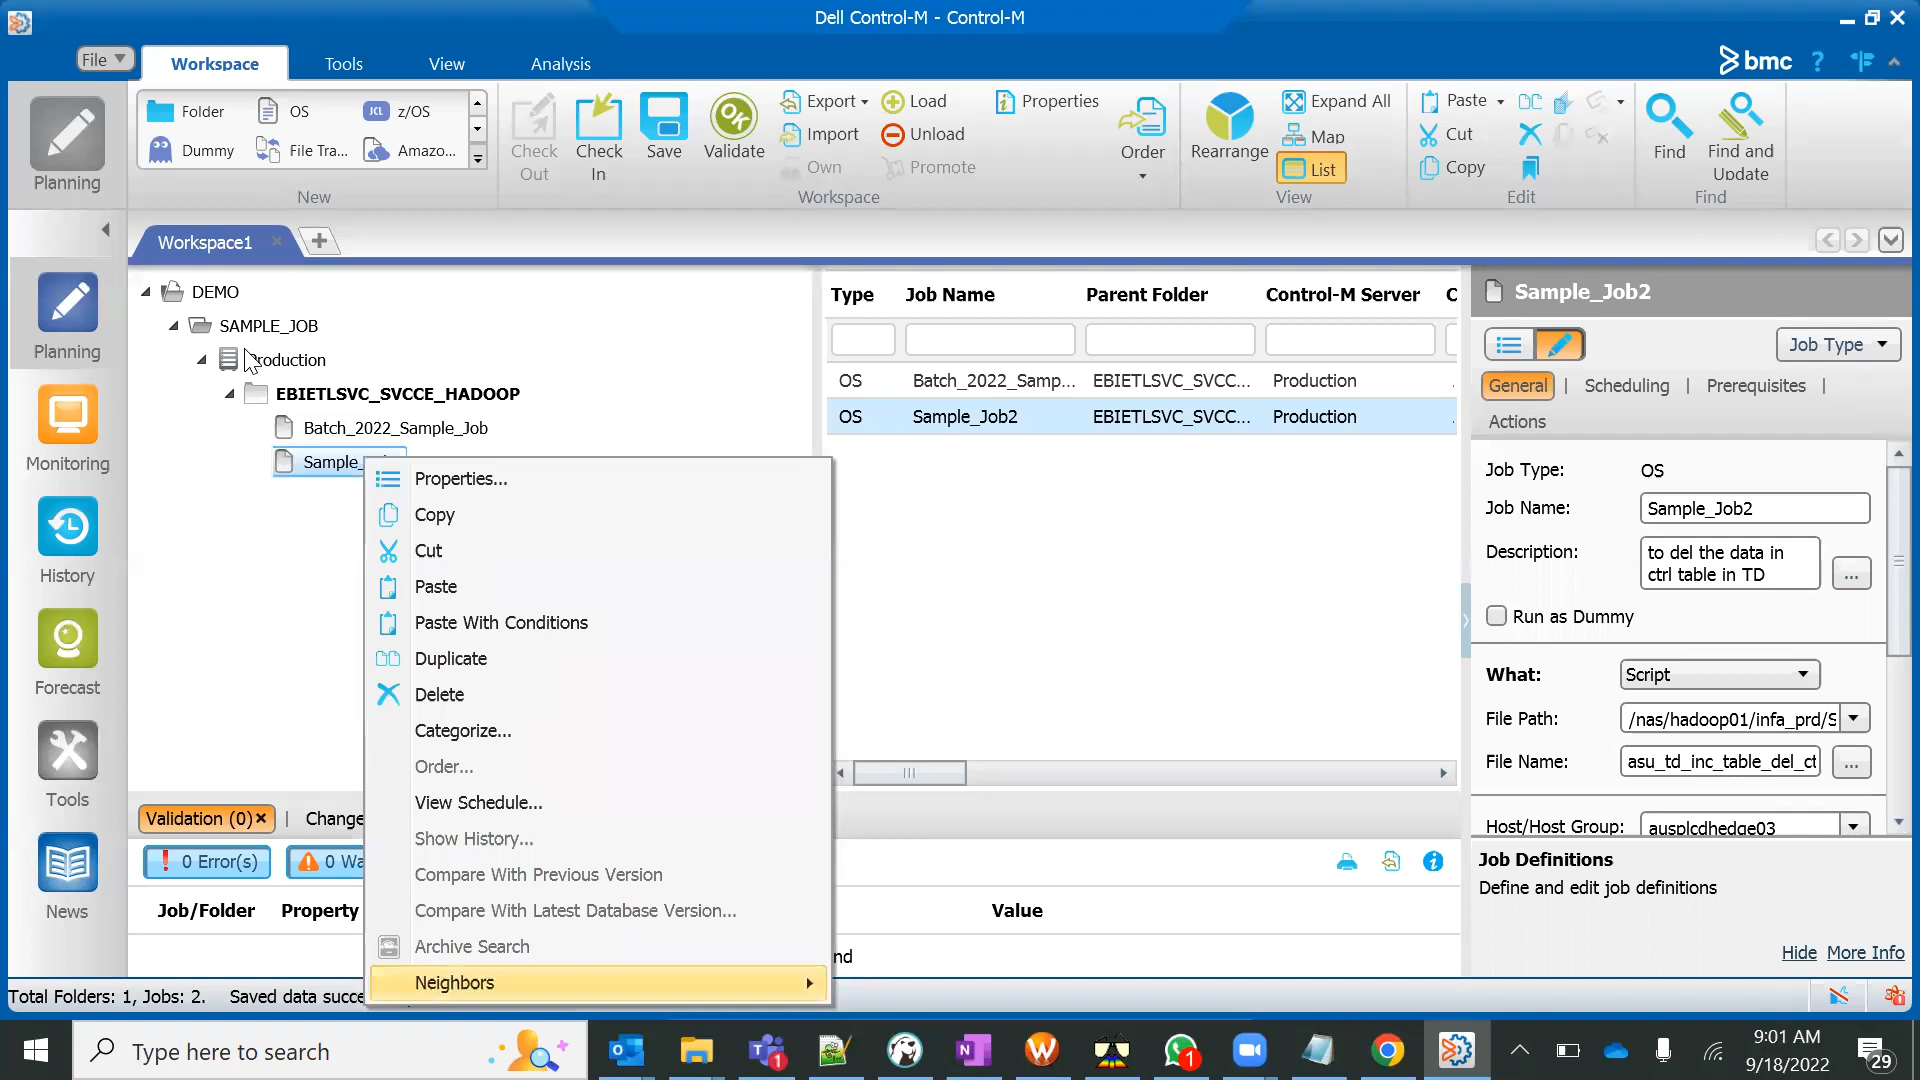 Dell Control-M - Control-M
File
Workspace
Tools
View
Analysis
bmc
?
Folder
OS
JCL
z/OS
Dummy
File Tra...
Amazo...
New
Check Out
Check In
Save
OK
Validate
Export
Import
Own
Load
Unload
Promote
Properties
Order
Workspace
Rearrange
Expand All
Map
List
View
Paste
Cut
Copy
Edit
Find
Find and Update
Find
Planning
Planning
Monitoring
History
Forecast
Tools
News
Workspace1
DEMO
SAMPLE_JOB
Production
EBIETLSVC_SVCCE_HADOOP
Batch_2022_Sample_Job
Sample_
Properties...
Copy
Cut
Paste
Paste With Conditions
Duplicate
Delete
Categorize...
Order...
View Schedule...
Show History...
Compare With Previous Version
Compare With Latest Database Version...
Archive Search
Neighbors
Type Job Name Parent Folder Control-M Server C
OS Batch_2022_Samp... EBIETLSVC_SVCC... Production
OS Sample_Job2 EBIETLSVC_SVCC... Production
Validation (0)
Change
0 Error(s)
0 Wa
Job/Folder Property Value
nd
Total Folders: 1, Jobs: 2. Saved data succe
Sample_Job2
Job Type
General | Scheduling | Prerequisites |
Actions
Job Type: OS
Job Name: Sample_Job2
Description: to del the data in
ctrl table in TD
...
Run as Dummy
What: Script
File Path: /nas/hadoop01/infa_prd/S
File Name: asu_td_inc_table_del_ct
...
Host/Host Group: ausplcdhedge03
Job Definitions
Define and edit job definitions
Hide More Info
Type here to search
1
1
9:01 AM
9/18/2022
29